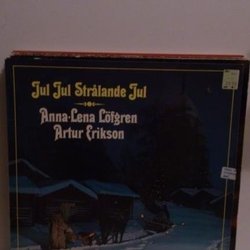 Jul Jul Strålande Jul
Anna-Lena Löfgren
Artur Erikson